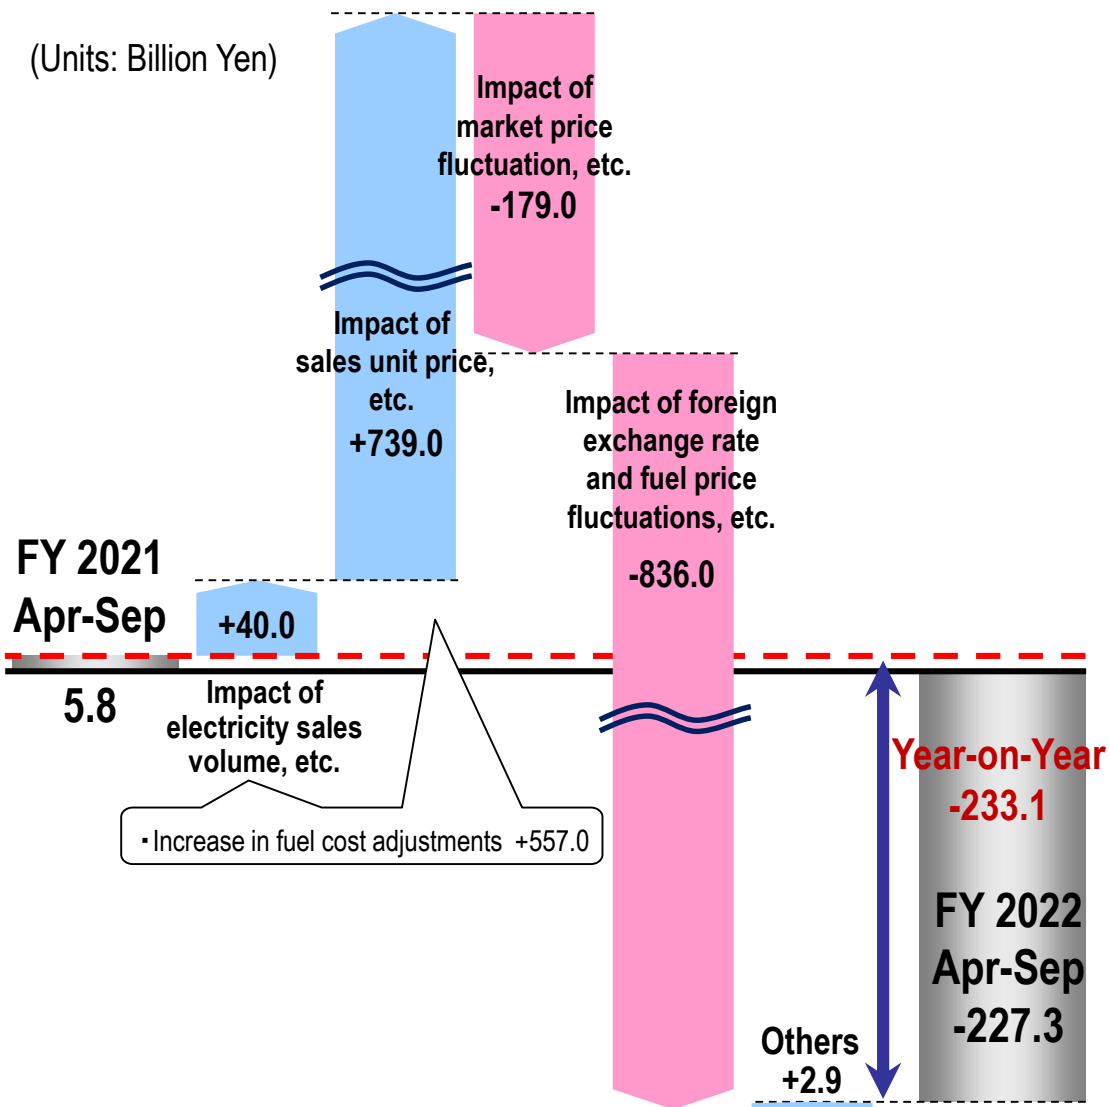 (Units: Billion Yen)
Impact of
market price
fluctuation, etc.
-179.0
Impact of
sales unit price,
etc.
+739.0
Impact of foreign
exchange rate
and fuel price
fluctuations, etc.
-836.0
FY 2021
Apr-Sep
5.8
+40.0
Impact of
electricity sales
volume, etc.
・Increase in fuel cost adjustments +557.0
Year-on-Year
-233.1
FY 2022
Apr-Sep
-227.3
Others
+2.9